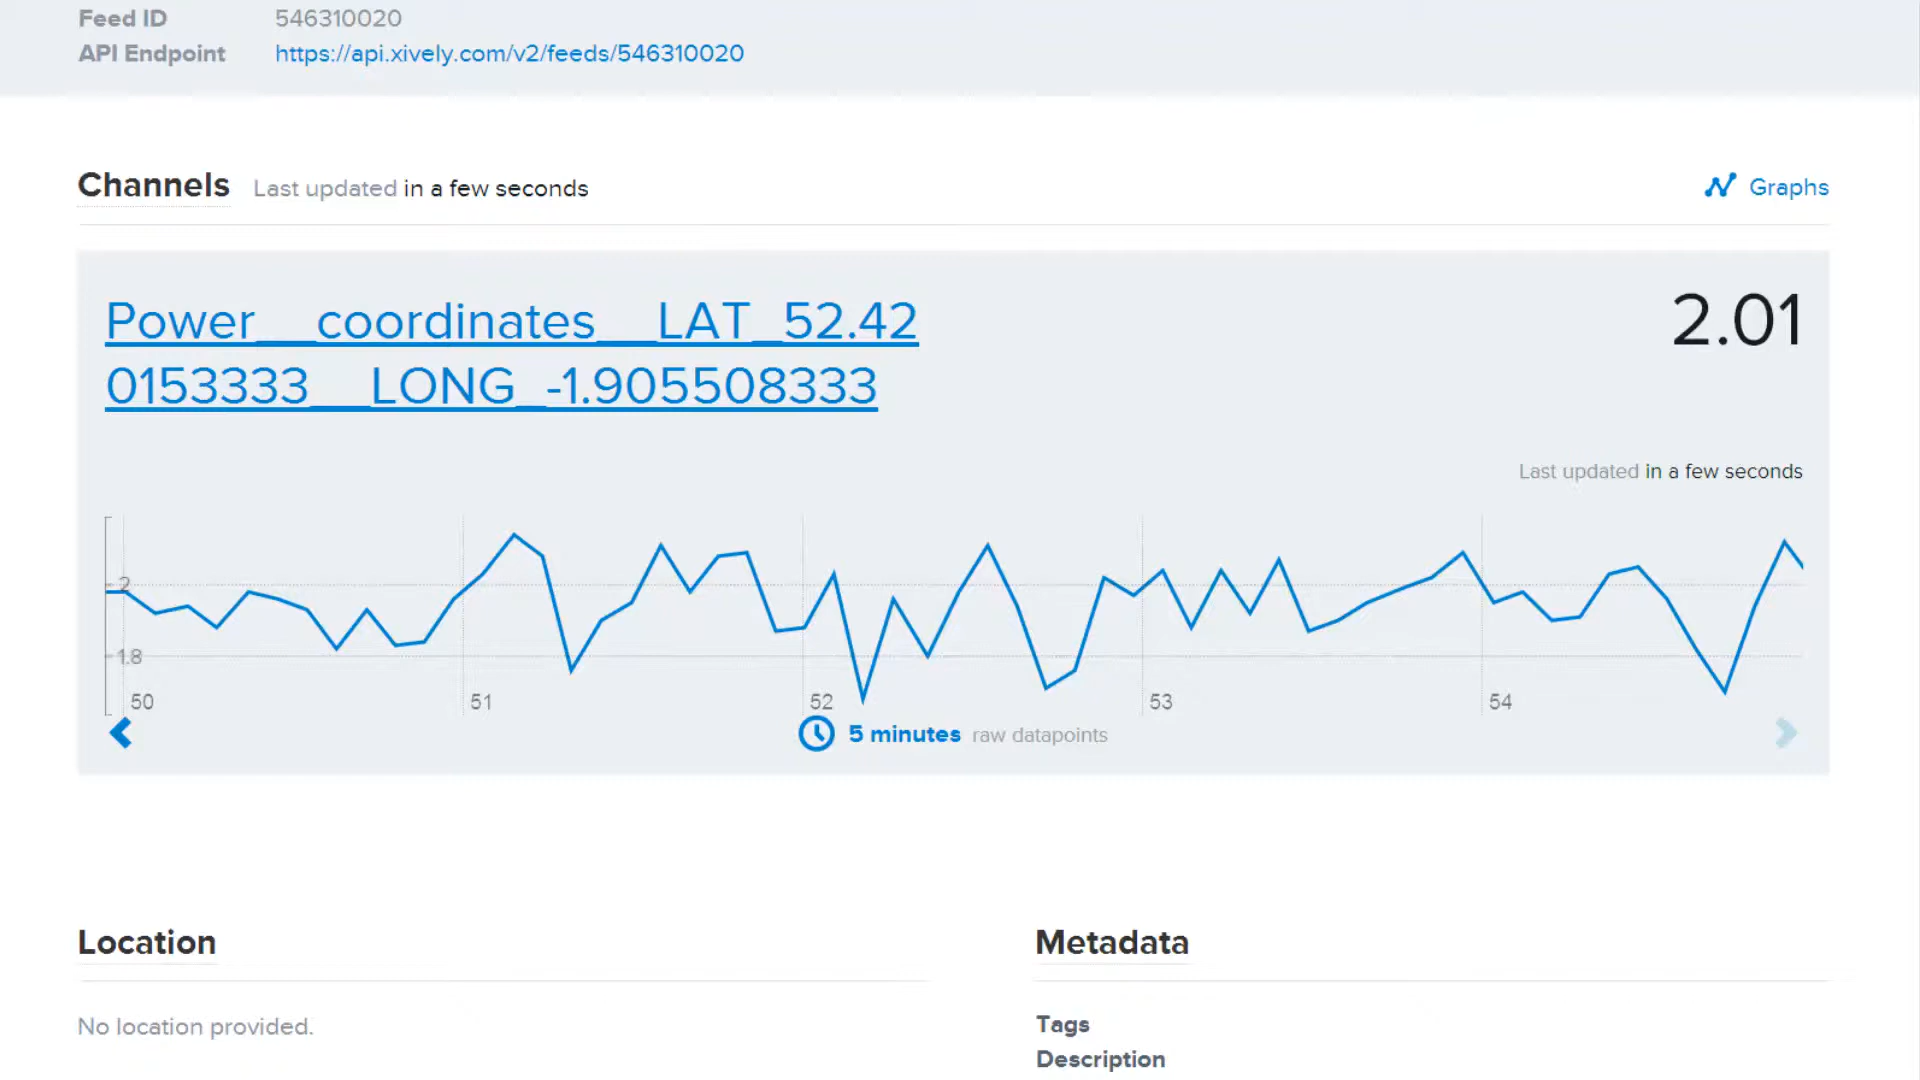 Feed ID 546310020
API Endpoint https://api.xively.com/v2/feeds/546310020
Channels Last updated in a few seconds Graphs
Power__coordinates__LAT_52.42 2.01
0153333__LONG_-1.905508333
Last updated in a few seconds
2
1.8
50 51 52 53 54
5 minutes raw datapoints
Location Metadata
No location provided. Tags
Description